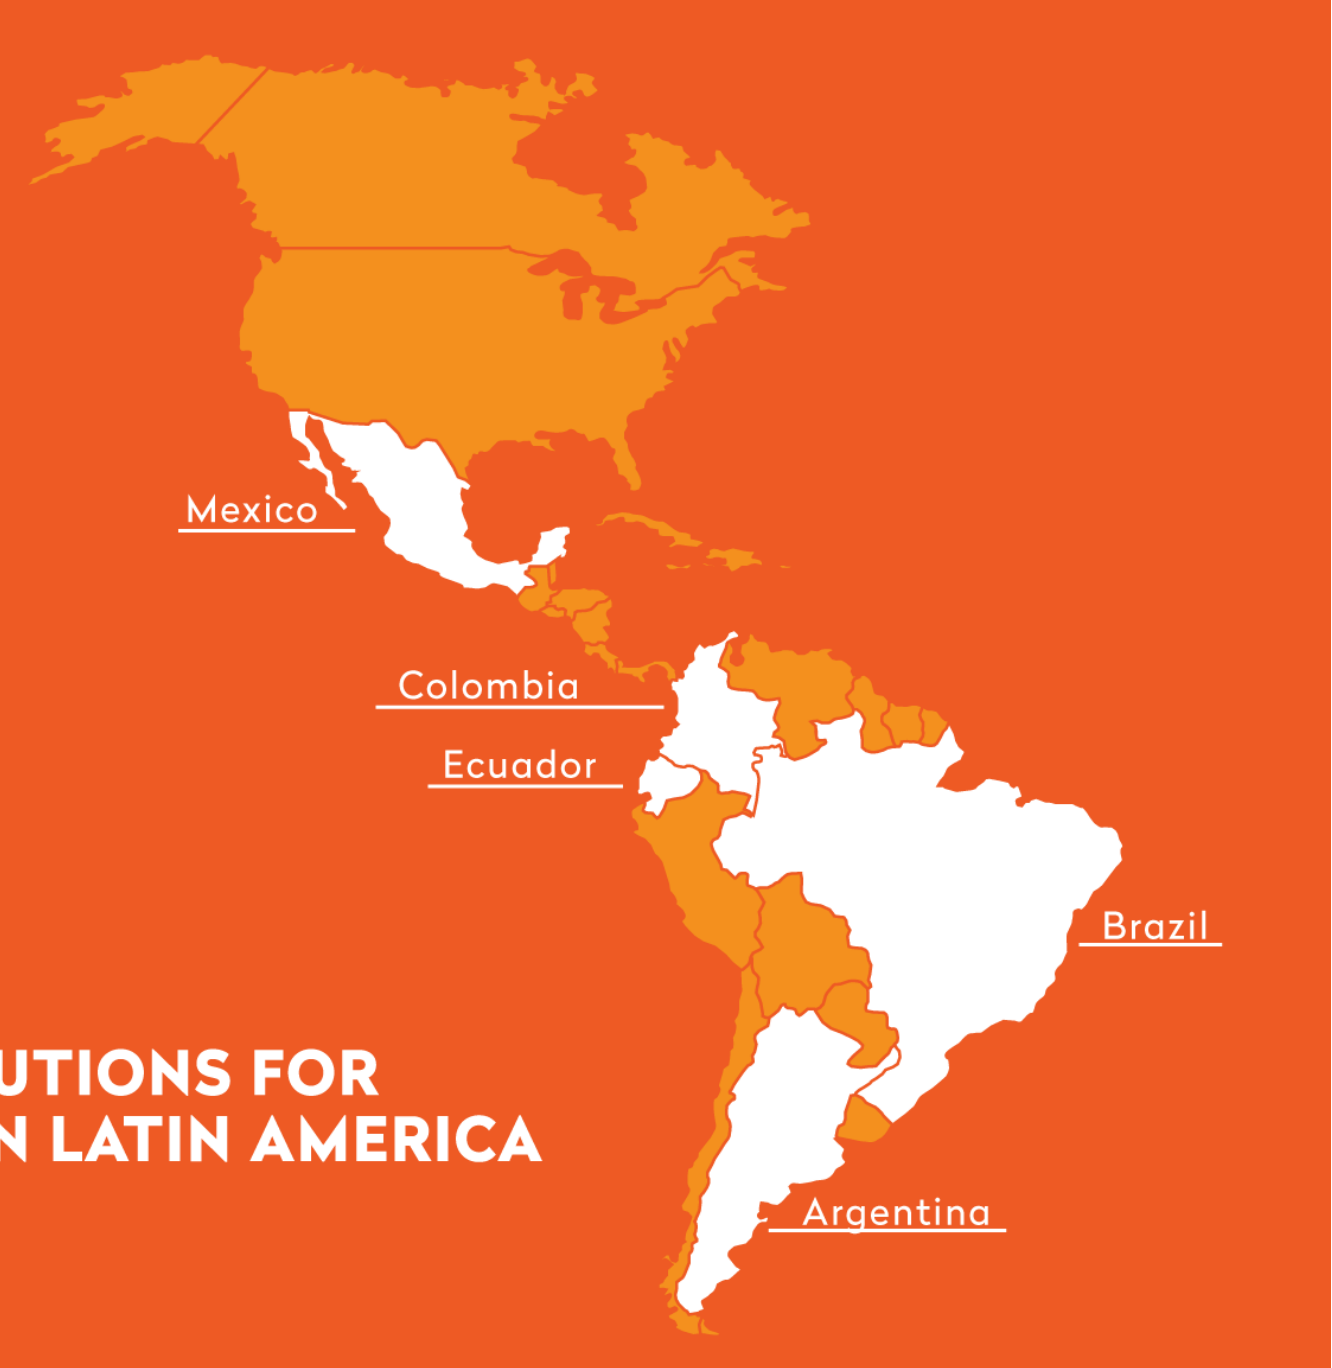 Mexico
Colombia
Ecuador
Brazil
UTIONS FOR
N LATIN AMERICA
Argentina